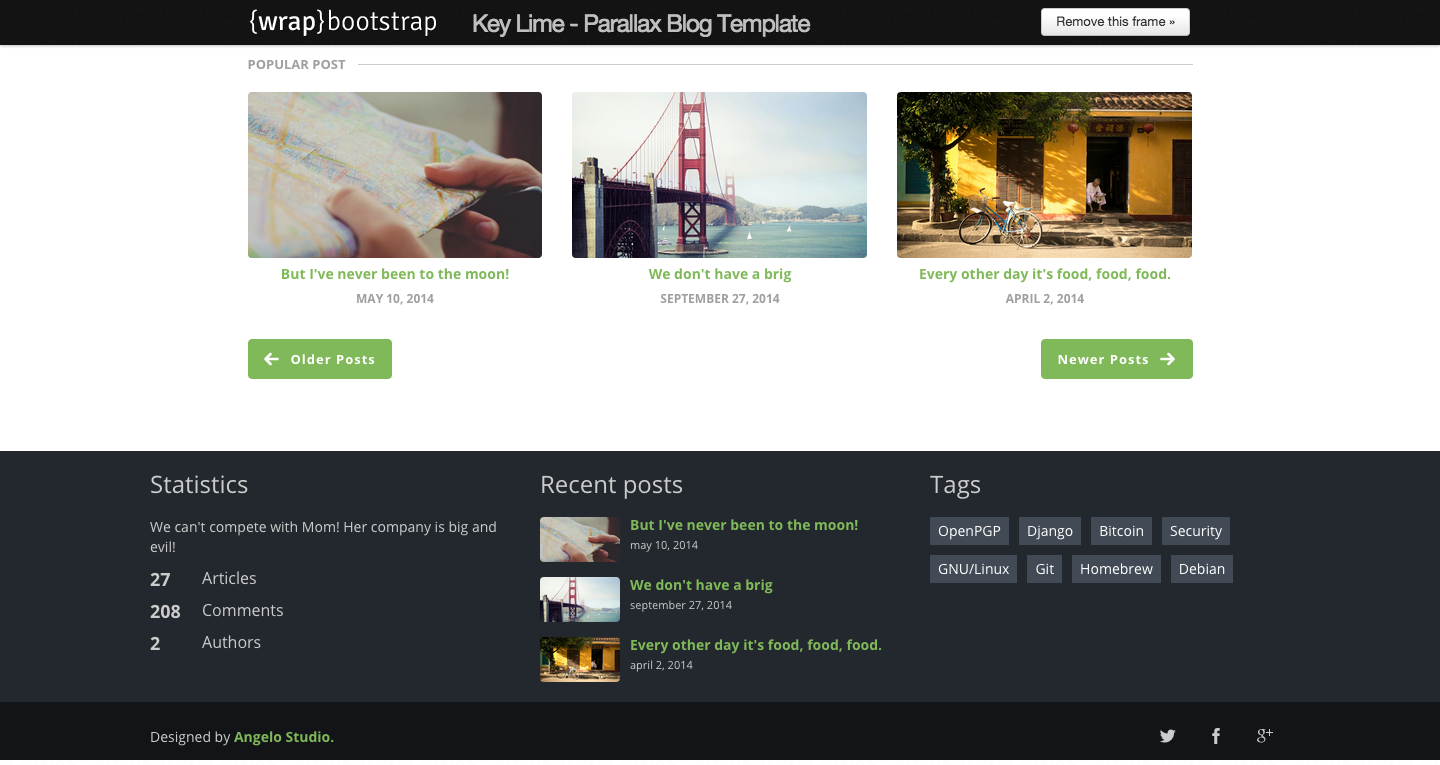 {wrap}bootstrap Key Lime - Parallax Blog Template Remove this frame »
POPULAR POST
But I've never been to the moon! We don't have a brig Every other day it's food, food, food.
MAY 10, 2014 SEPTEMBER 27, 2014 APRIL 2, 2014
Older Posts Newer Posts
Statistics
We can't compete with Mom! Her company is big and
evil!
27 Articles
208 Comments
2 Authors
Recent posts
But I've never been to the moon!
may 10, 2014
We don't have a brig
september 27, 2014
Every other day it's food, food, food.
april 2, 2014
Tags
OpenPGP Django Bitcoin Security
GNU/Linux Git Homebrew Debian
Designed by Angelo Studio.